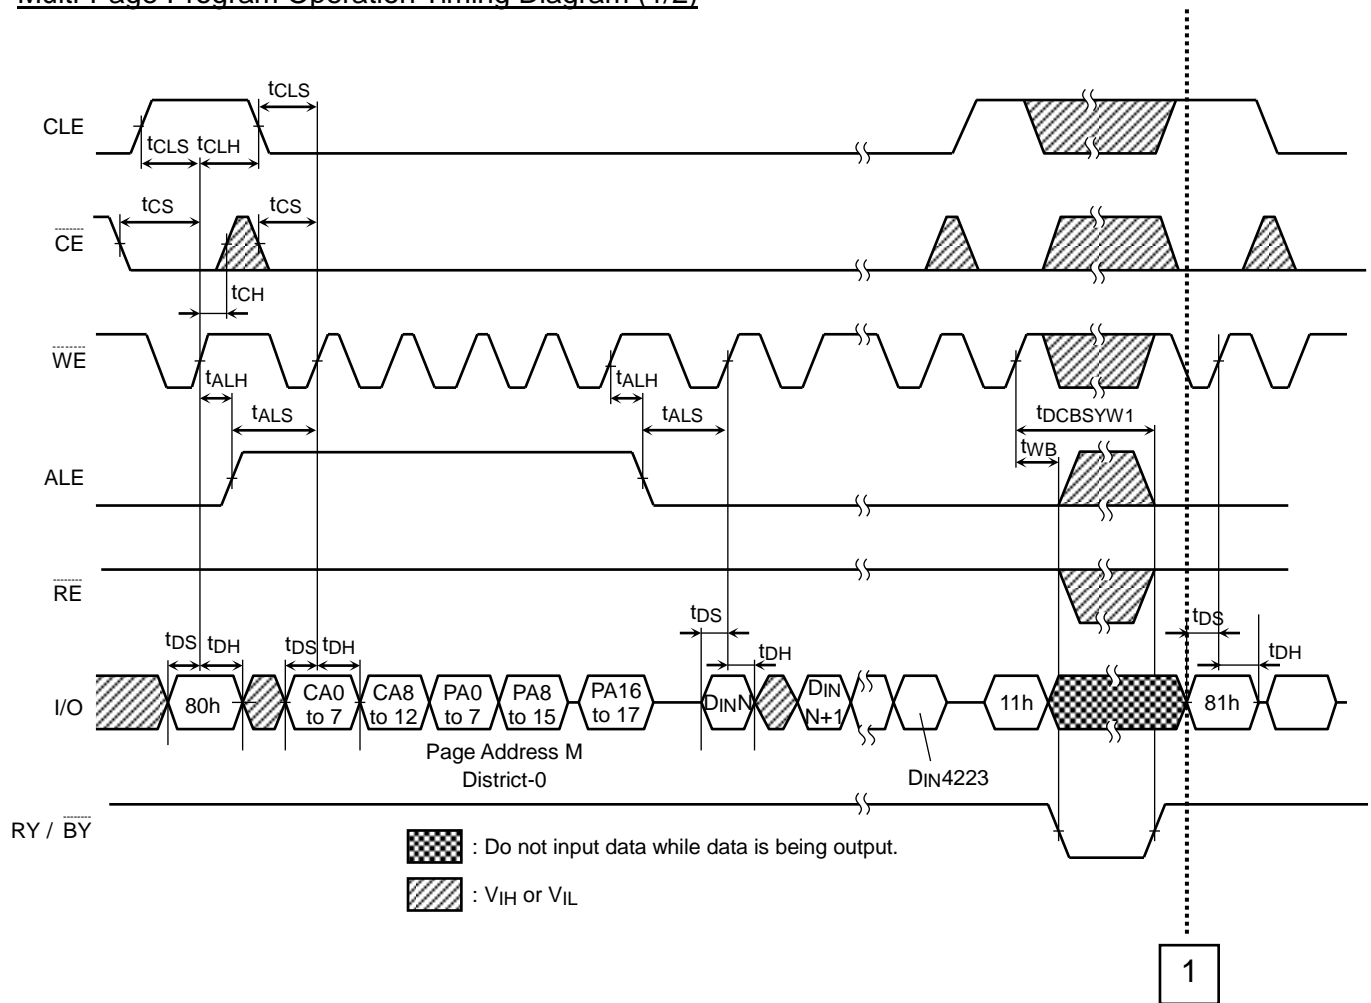 Multi-Page Program Operation Timing Diagram (1/2)
tCLS
CLE
tCLS tCLH
tCS tCS
CE
tCH
WE
tALH tALH
tALS tALS tDCBSYW1
tWB
ALE
RE
tDS tDH tDS tDH tDS tDH tDS tDH
I/O
80h
CA0 to 7
CA8 to 12
PA0 to 7
PA8 to 15
PA16 to 17
DINN
DIN N+1
11h
81h
Page Address M
District-0
DIN4223
RY / BY
: Do not input data while data is being output.
: VIH or VIL
1